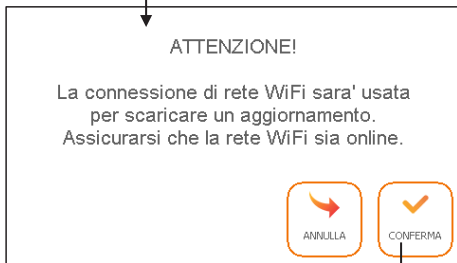 ATTENZIONE!
La connessione di rete WiFi sara' usata
per scaricare un aggiornamento.
Assicurarsi che la rete WiFi sia online.
ANNULLA
CONFERMA